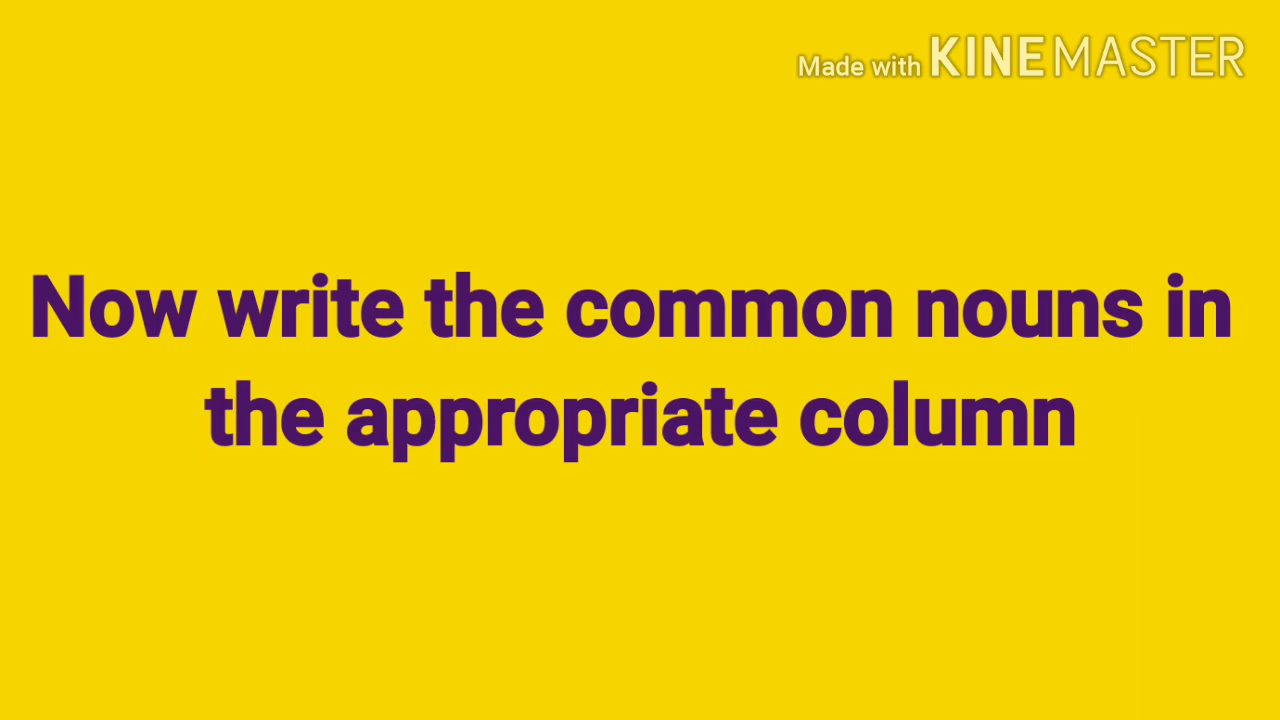 Made with KINEMASTER
Now write the common nouns in
the appropriate column